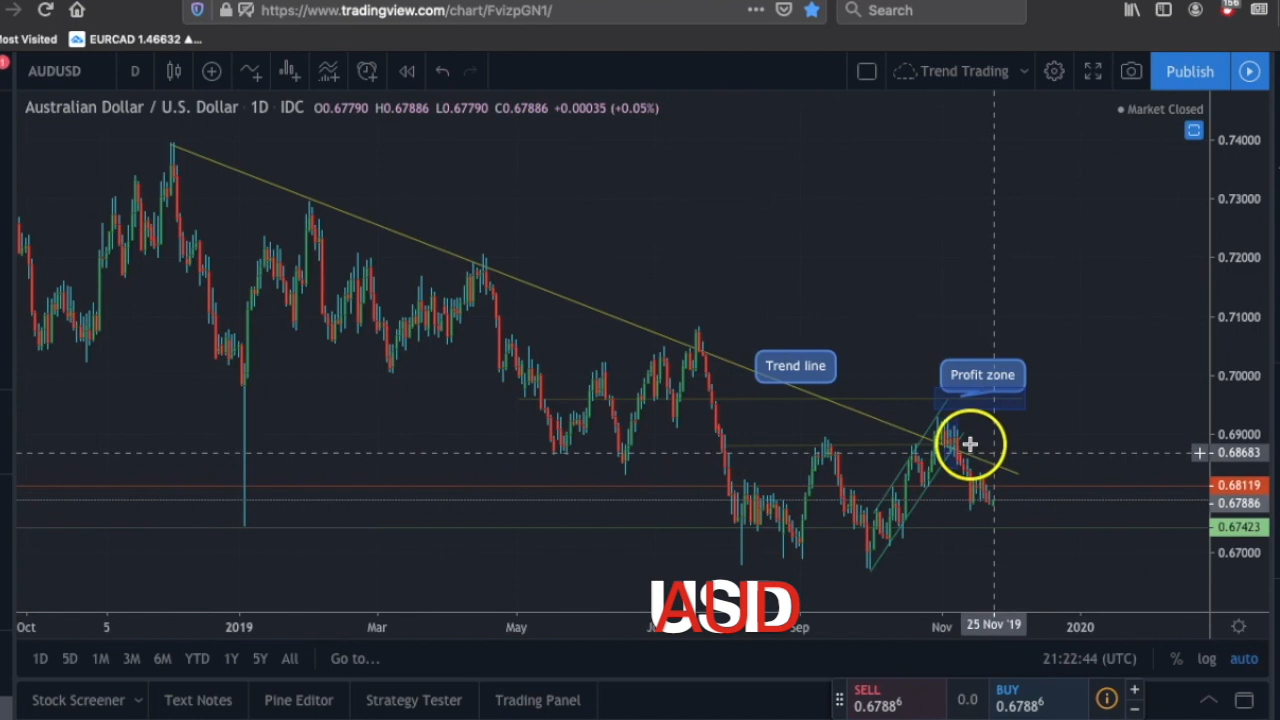 https://www.tradingview.com/chart/FvizpGN1/
Search
156
ost Visited
EURCAD 1.46632 ▲...
1
AUDUSD
D
Trend Trading
Publish
Australian Dollar / U.S. Dollar 1D IDC O0.67790 H0.67886 L0.67790 C0.67886 +0.00035 (+0.05%)
Market Closed
0.74000
0.73000
0.72000
0.71000
0.70000
0.69000
0.68683
0.68119
0.67886
0.67423
0.67000
Trend line
Profit zone
USD
AUD
Oct 5 2019 Mar May Sep Nov 25 Nov '19 2020
1D 5D 1M 3M 6M YTD 1Y 5Y All Go to...
21:22:44 (UTC) % log auto
Stock Screener Text Notes Pine Editor Strategy Tester Trading Panel
SELL
0.6788⁶
0.0
BUY
0.6788⁶